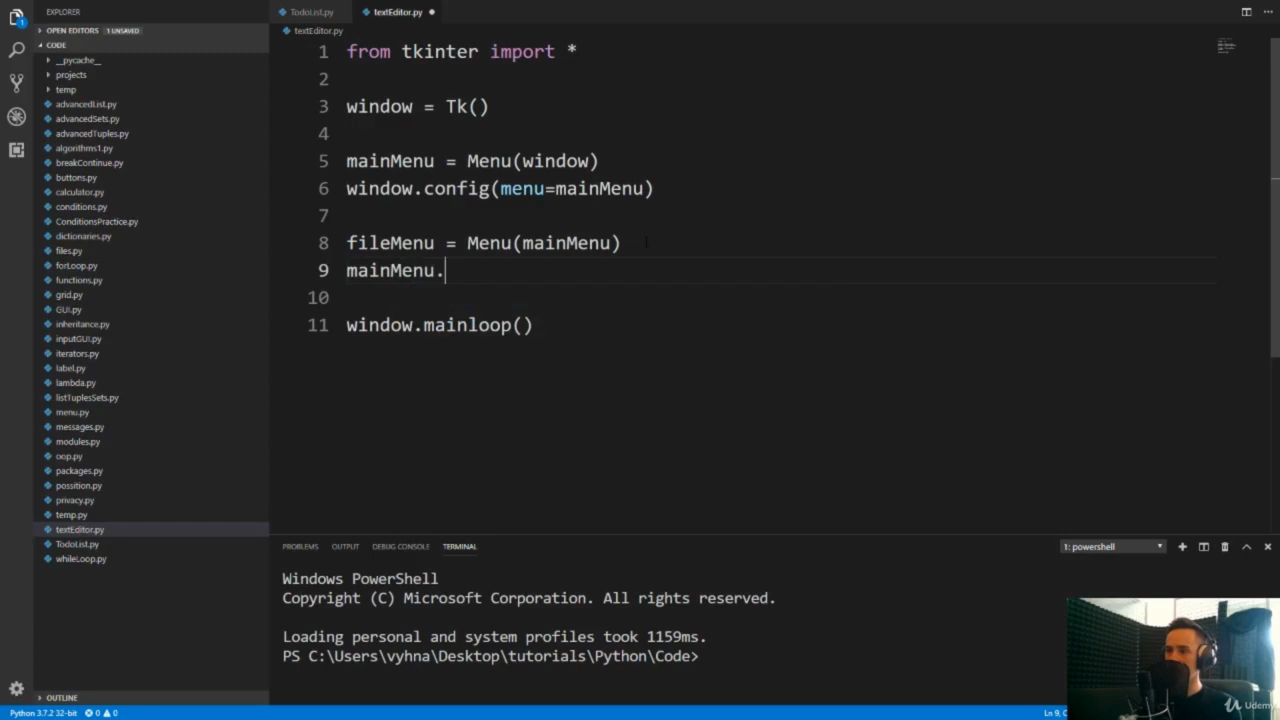 EXPLORER
OPEN EDITORS 1 UNSAVED
CODE
__pycache__
projects
temp
advancedList.py
advancedSets.py
advancedTuples.py
algorithms1.py
breakContinue.py
buttons.py
calculator.py
conditions.py
ConditionsPractice.py
dictionaries.py
files.py
forLoop.py
functions.py
grid.py
GUI.py
inheritance.py
inputGUI.py
iterators.py
label.py
lambda.py
listTuplesSets.py
menu.py
messages.py
modules.py
oop.py
packages.py
possition.py
privacy.py
temp.py
textEditor.py
TodoList.py
whileLoop.py
OUTLINE
TodoList.py textEditor.py
textEditor.py
1 from tkinter import *
2
3 window = Tk()
4
5 mainMenu = Menu(window)
6 window.config(menu=mainMenu)
7
8 fileMenu = Menu(mainMenu)
9 mainMenu.
10
11 window.mainloop()
PROBLEMS OUTPUT DEBUG CONSOLE TERMINAL 1: powershell
Windows PowerShell
Copyright (C) Microsoft Corporation. All rights reserved.
Loading personal and system profiles took 1159ms.
PS C:\Users\vyhna\Desktop\tutorials\Python\Code>
Python 3.7.2 32-bit 0 0 Ln 9,
Udemy